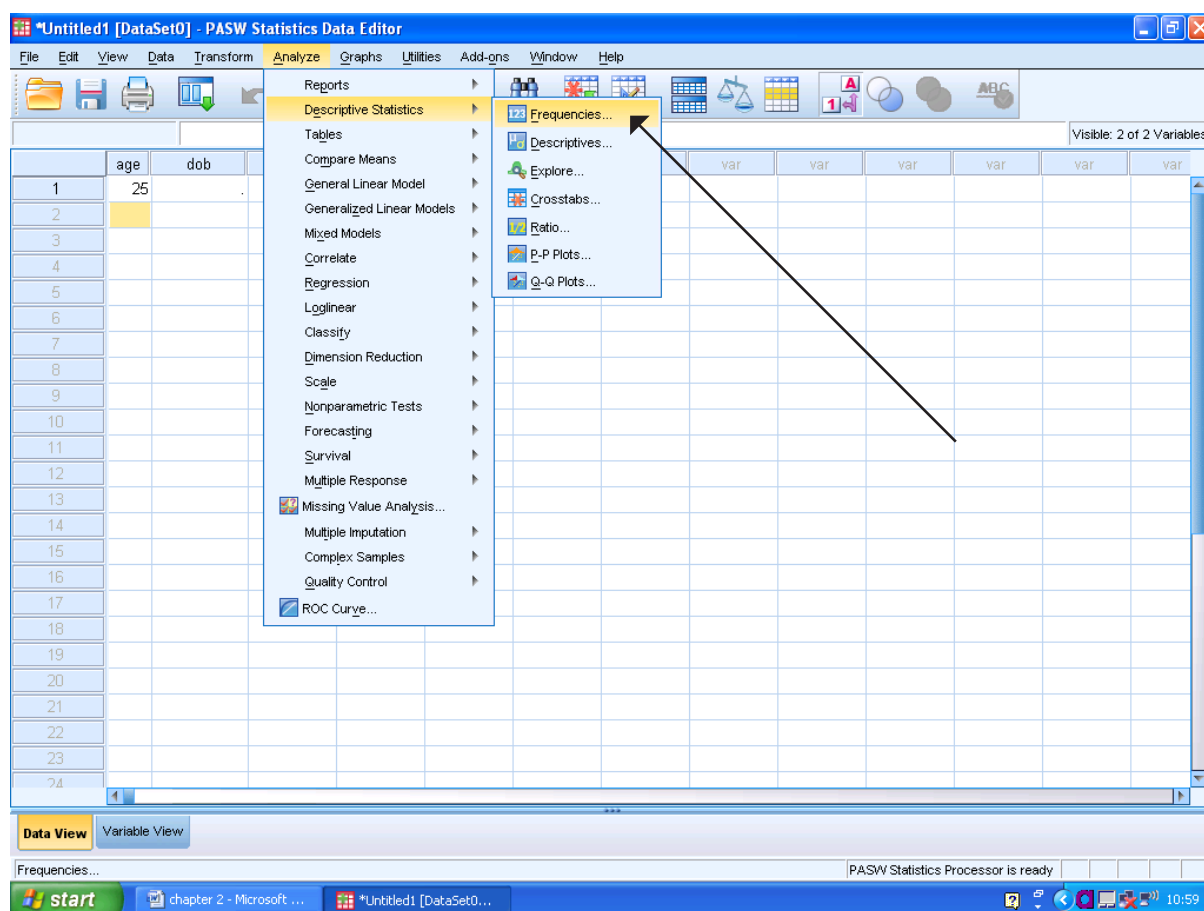 *Untitled1 [DataSet0] - PASW Statistics Data Editor
File Edit View Data Transform Analyze Graphs Utilities Add-ons Window Help
Visible: 2 of 2 Variables
age dob var var var var var var
Reports
Descriptive Statistics
Tables
Compare Means
General Linear Model
Generalized Linear Models
Mixed Models
Correlate
Regression
Loglinear
Classify
Dimension Reduction
Scale
Nonparametric Tests
Forecasting
Survival
Multiple Response
Missing Value Analysis...
Multiple Imputation
Complex Samples
Quality Control
ROC Curve...
Frequencies...
Descriptives...
Explore...
Crosstabs...
Ratio...
P-P Plots...
Q-Q Plots...
1 25 .
2
3
4
5
6
7
8
9
10
11
12
13
14
15
16
17
18
19
20
21
22
23
24
Data View Variable View
Frequencies... PASW Statistics Processor is ready
start chapter 2 - Microsoft ... *Untitled1 [DataSet0... 10:59